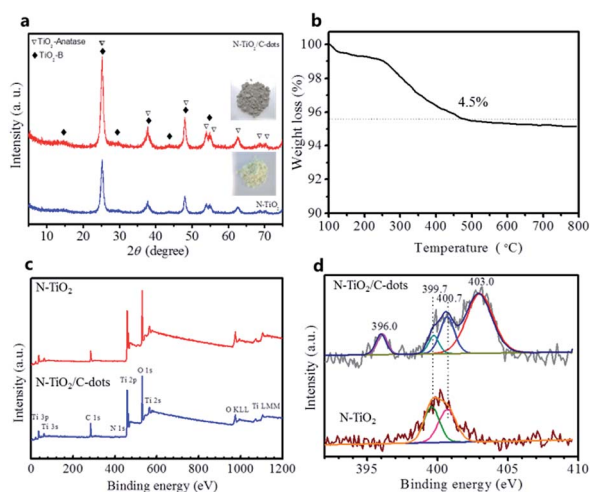 a
▽ TiO2-Anatase
◆ TiO2-B
N-TiO2/C-dots
N-TiO2
Intensity (a. u.)
10 20 30 40 50 60 70
2θ (degree)
b
100
98
96
94
92
90
4.5%
Weight loss (%)
100 200 300 400 500 600 700 800
Temperature (°C)
c
N-TiO2
N-TiO2/C-dots
Ti 3p
Ti 3s
C 1s
N 1s
Ti 2p
O 1s
Ti 2s
O KLL
Ti LMM
Intensity (a.u.)
0 200 400 600 800 1000 1200
Binding energy (eV)
d
N-TiO2/C-dots
396.0
399.7
400.7
403.0
N-TiO2
Intensity (a.u.)
395 400 405 410
Binding energy (eV)